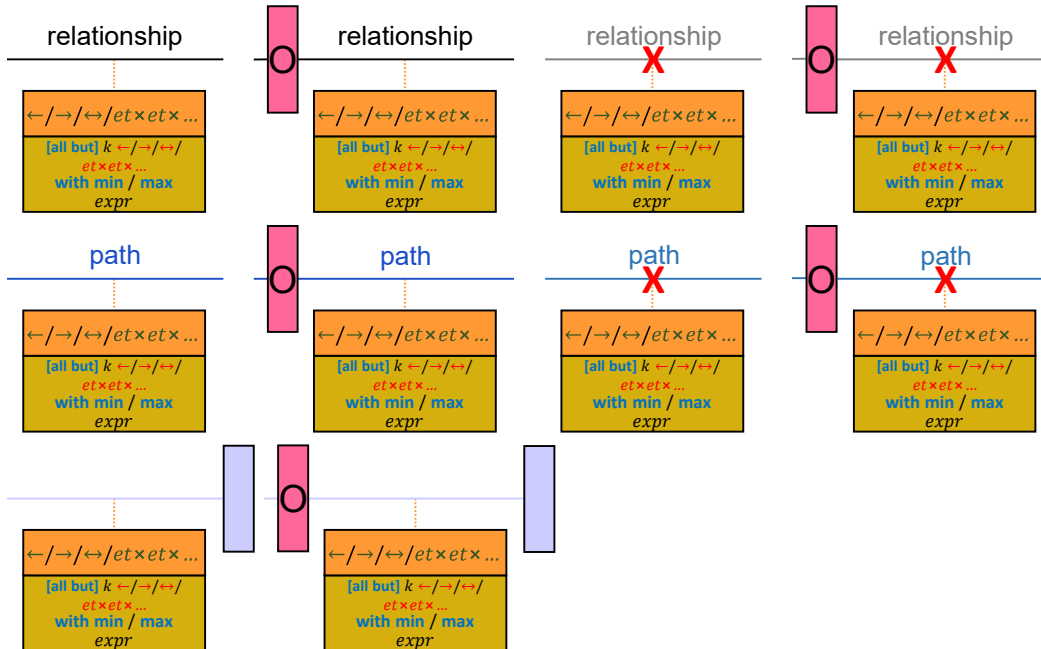 relationship O relationship relationship O relationship
X X
←/→/↔/et×et×... ←/→/↔/et×et×... ←/→/↔/et×et×... ←/→/↔/et×et×...
[all but] k ←/→/↔/ [all but] k ←/→/↔/ [all but] k ←/→/↔/ [all but] k ←/→/↔/
et×et×... et×et×... et×et×... et×et×...
with min / max with min / max with min / max with min / max
expr expr expr expr
path O path path O path
X X
←/→/↔/et×et×... ←/→/↔/et×et×... ←/→/↔/et×et×... ←/→/↔/et×et×...
[all but] k ←/→/↔/ [all but] k ←/→/↔/ [all but] k ←/→/↔/ [all but] k ←/→/↔/
et×et×... et×et×... et×et×... et×et×...
with min / max with min / max with min / max with min / max
expr expr expr expr
O
←/→/↔/et×et×... ←/→/↔/et×et×...
[all but] k ←/→/↔/ [all but] k ←/→/↔/
et×et×... et×et×...
with min / max with min / max
expr expr